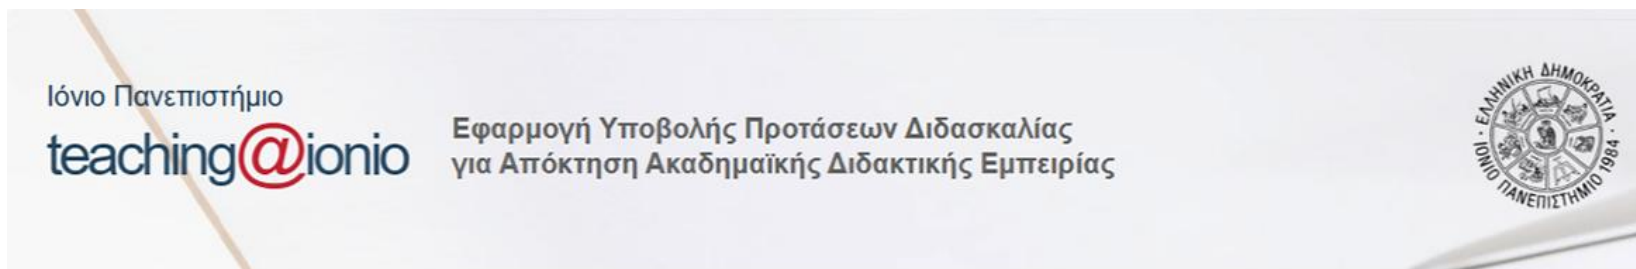 Ιόνιο Πανεπιστήμιο
teaching@ionio
Εφαρμογή Υποβολής Προτάσεων Διδασκαλίας
για Απόκτηση Ακαδημαϊκής Διδακτικής Εμπειρίας
ΕΛΛΗΝΙΚΗ ΔΗΜΟΚΡΑΤΙΑ · ΙΟΝΙΟ ΠΑΝΕΠΙΣΤΗΜΙΟ 1984 ·